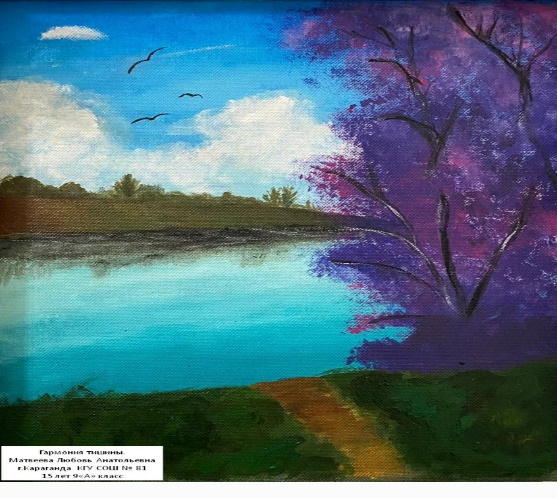 Гармония тишины.
Матвеева Любовь Анатольевна
г.Караганда КГУ СОШ № 81
15 лет 9«А» класс